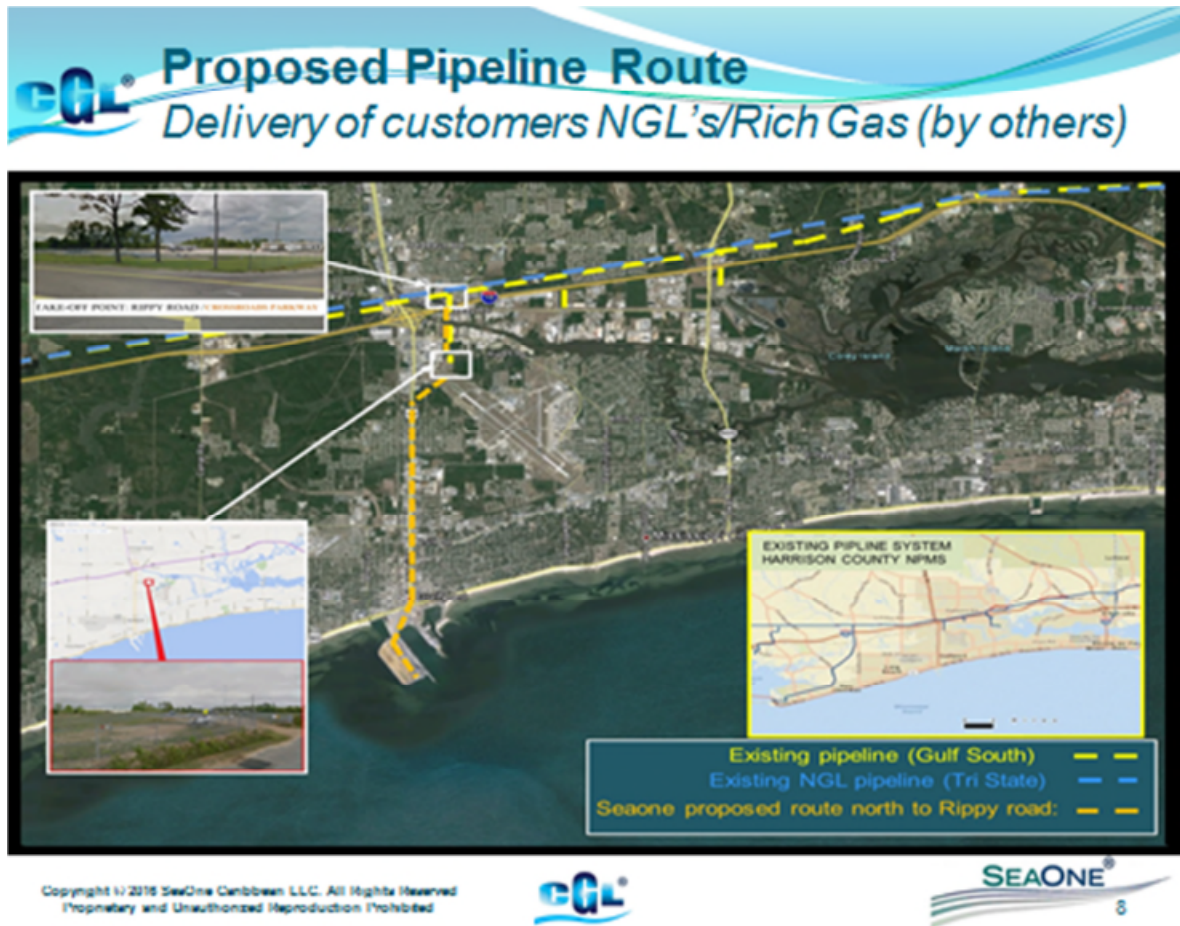 CGL®
Proposed Pipeline Route
Delivery of customers NGL's/Rich Gas (by others)
TAKE-OFF POINT: RIPPY ROAD /CROSSROADS PARKWAY
EXISTING PIPLINE SYSTEM
HARRISON COUNTY NPMS
Existing pipeline (Gulf South)
Existing NGL pipeline (Tri State)
Seaone proposed route north to Rippy road:
Copyright © 2016 SeaOne Caribbean LLC. All Rights Reserved
Proprietary and Unauthorized Reproduction Prohibited
CGL®
SEAONE®
8